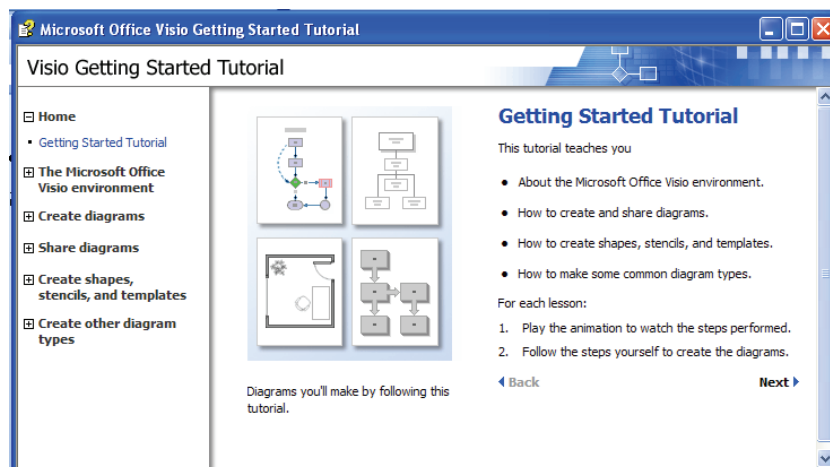 Microsoft Office Visio Getting Started Tutorial
Visio Getting Started Tutorial
Home
Getting Started Tutorial
The Microsoft Office
Visio environment
Create diagrams
Share diagrams
Create shapes,
stencils, and templates
Create other diagram
types
Diagrams you'll make by following this
tutorial.
Getting Started Tutorial
This tutorial teaches you
• About the Microsoft Office Visio environment.
• How to create and share diagrams.
• How to create shapes, stencils, and templates.
• How to make some common diagram types.
For each lesson:
1. Play the animation to watch the steps performed.
2. Follow the steps yourself to create the diagrams.
Back Next